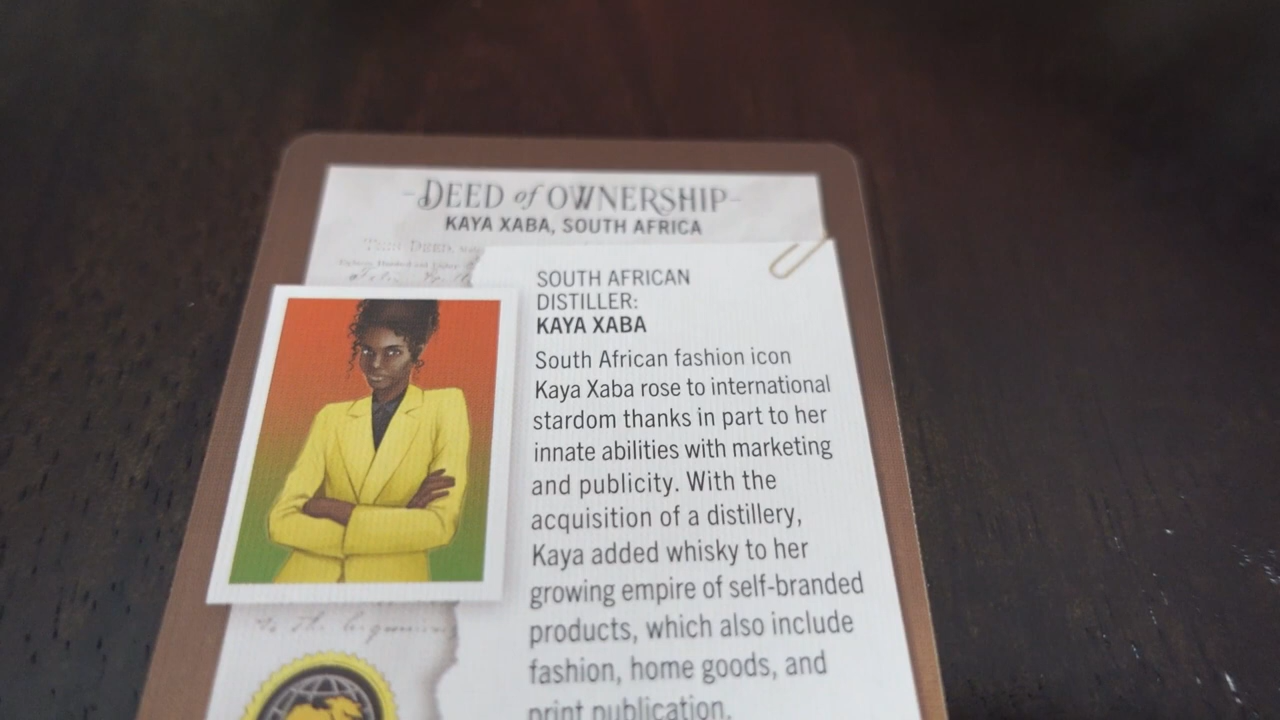 DEED of OWNERSHIP
KAYA XABA, SOUTH AFRICA
SOUTH AFRICAN
DISTILLER:
KAYA XABA
South African fashion icon
Kaya Xaba rose to international
stardom thanks in part to her
innate abilities with marketing
and publicity. With the
acquisition of a distillery,
Kaya added whisky to her
growing empire of self-branded
products, which also include
fashion, home goods, and
print publication.